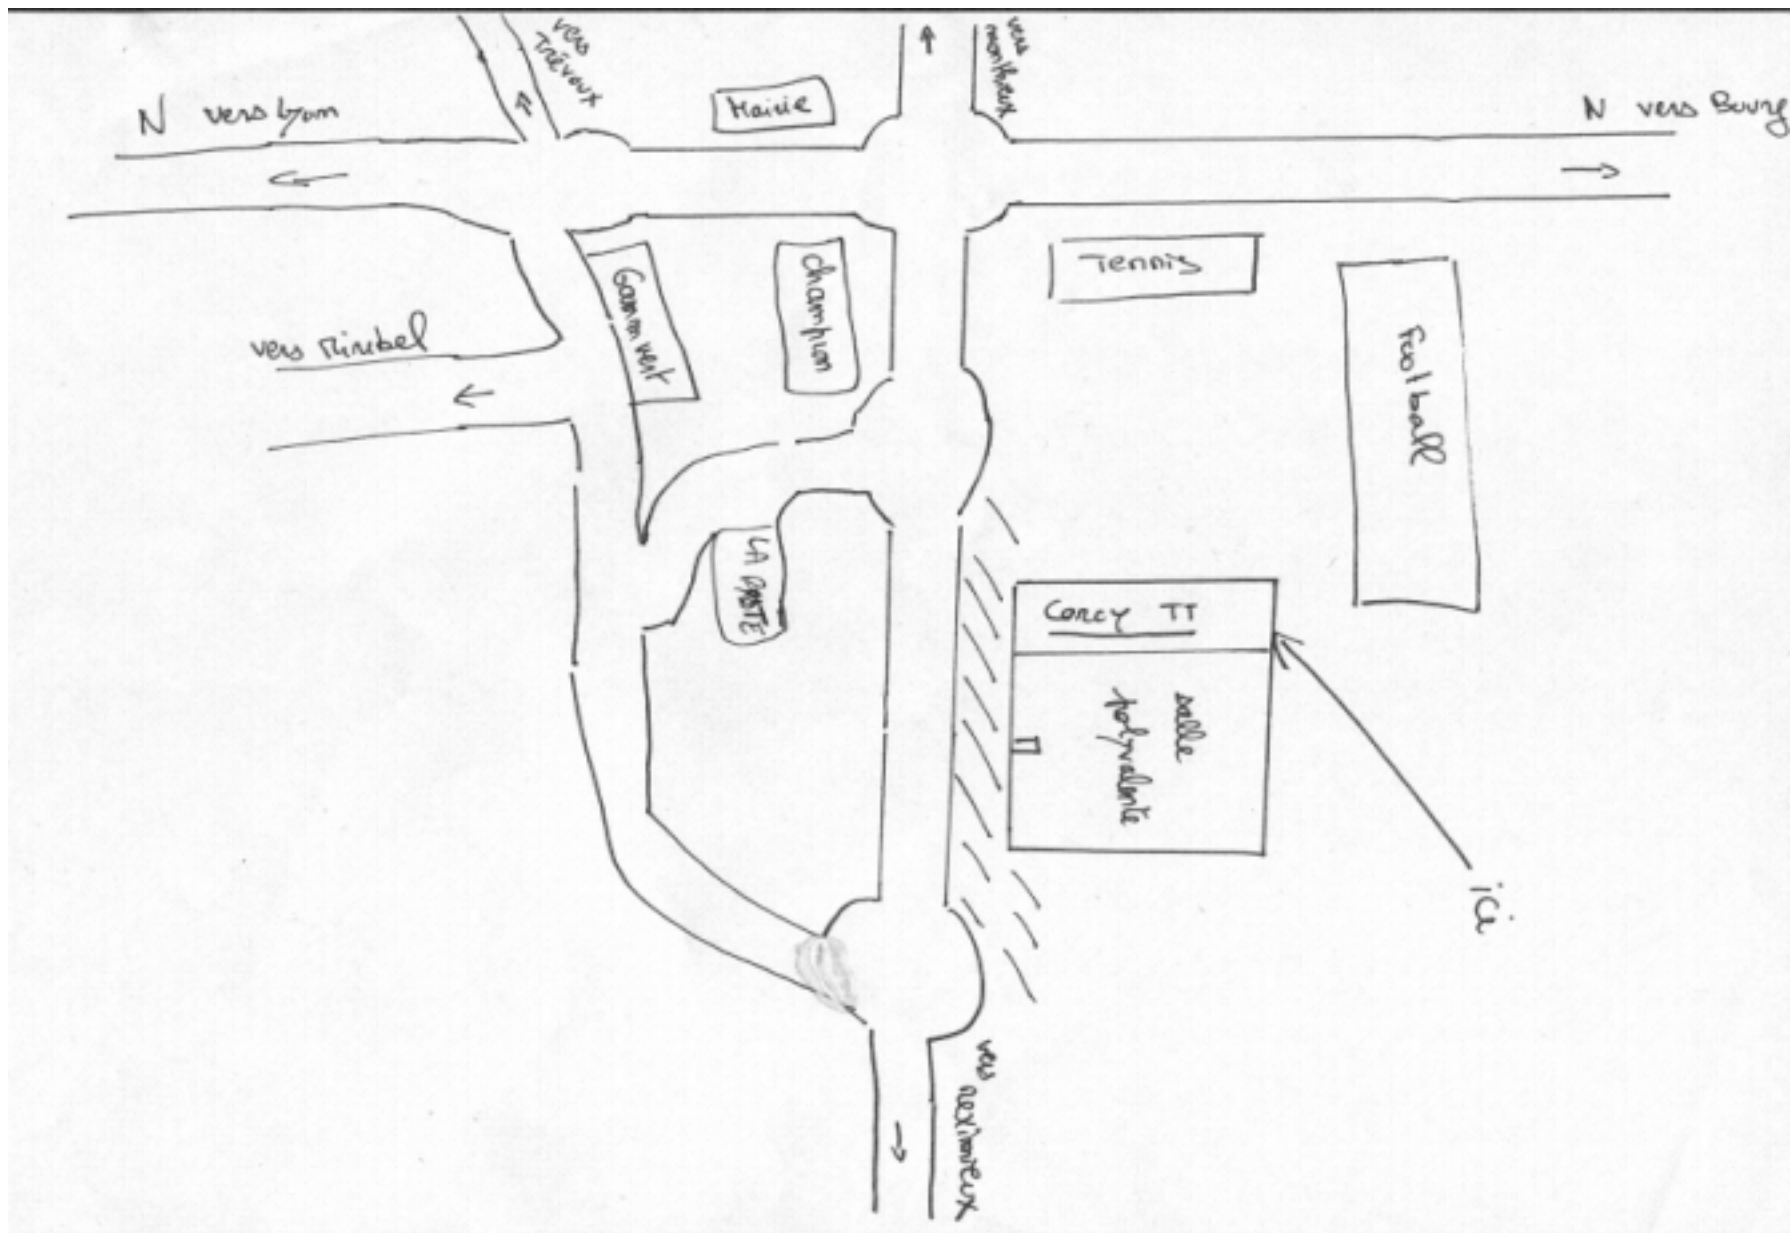 vers
Trévoux
vers
monthieux
N vers Lyon
Mairie
N vers Bourg
Gamm vert
champion
Tennis
Football
vers Miribel
LA POSTE
Corcy TT
salle
polyvalente
ici
vers
meximieux